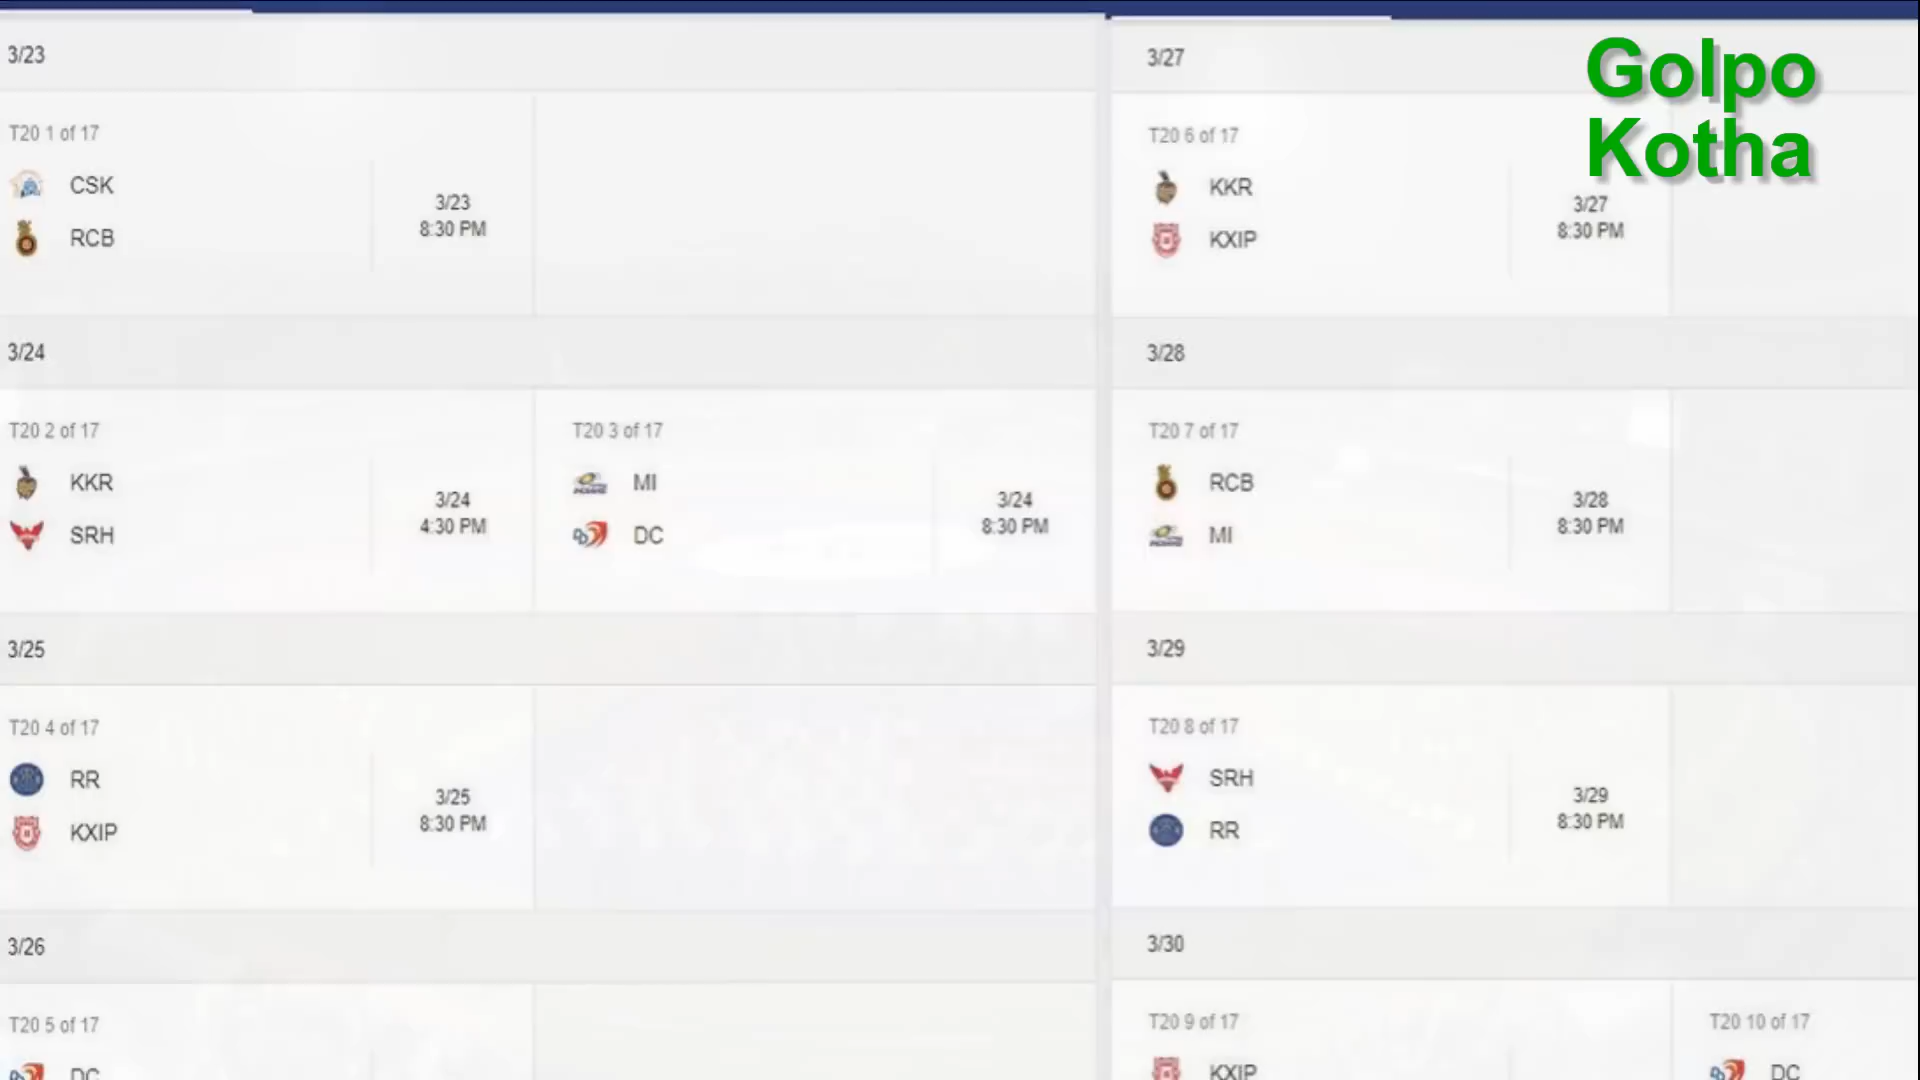 3/23
T20 1 of 17
CSK
RCB
3/23
8:30 PM
3/24
T20 2 of 17
KKR
SRH
3/24
4:30 PM
T20 3 of 17
MI
DC
3/24
8:30 PM
3/25
T20 4 of 17
RR
KXIP
3/25
8:30 PM
3/26
T20 5 of 17
DC
3/27
T20 6 of 17
KKR
KXIP
3/27
8:30 PM
3/28
T20 7 of 17
RCB
MI
3/28
8:30 PM
3/29
T20 8 of 17
SRH
RR
3/29
8:30 PM
3/30
T20 9 of 17
KXIP
T20 10 of 17
DC
Golpo
Kotha